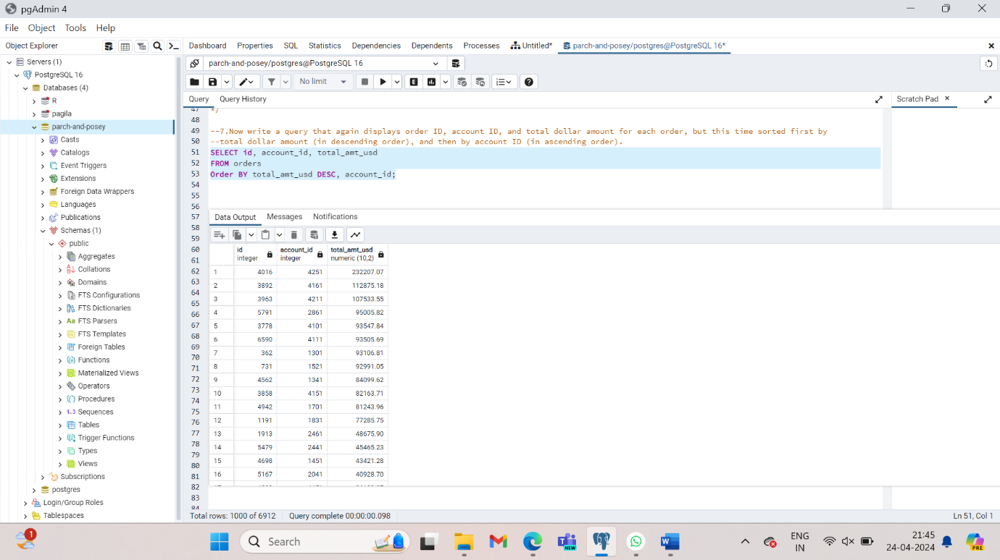 pgAdmin 4
File Object Tools Help
Object Explorer
Dashboard Properties SQL Statistics Dependencies Dependents Processes Untitled* parch-and-posey/postgres@PostgreSQL 16*
Servers (1)
PostgreSQL 16
Databases (4)
R
pagila
parch-and-posey
Casts
Catalogs
Event Triggers
Extensions
Foreign Data Wrappers
Languages
Publications
Schemas (1)
public
Aggregates
Collations
Domains
FTS Configurations
FTS Dictionaries
Aa FTS Parsers
FTS Templates
Foreign Tables
Functions
Materialized Views
Operators
Procedures
1..3 Sequences
Tables
Trigger Functions
Types
Views
Subscriptions
postgres
Login/Group Roles
Tablespaces
parch-and-posey/postgres@PostgreSQL 16
No limit
E
Query Query History
Scratch Pad
47 */
48
49 --7.Now write a query that again displays order ID, account ID, and total dollar amount for each order, but this time sorted first by
50 --total dollar amount (in descending order), and then by account ID (in ascending order).
51 SELECT id, account_id, total_amt_usd
52 FROM orders
53 Order BY total_amt_usd DESC, account_id;
54
55
56
57
58
59
60
61
62
63
64
65
66
67
68
69
70
71
72
73
74
75
76
77
78
79
80
81
82
83
84
Data Output Messages Notifications
id integer account_id integer total_amt_usd numeric (10,2)
1 4016 4251 232207.07
2 3892 4161 112875.18
3 3963 4211 107533.55
4 5791 2861 95005.82
5 3778 4101 93547.84
6 6590 4111 93505.69
7 362 1301 93106.81
8 731 1521 92991.05
9 4562 1341 84099.62
10 3858 4151 82163.71
11 4942 1701 81243.96
12 1191 1831 77285.75
13 1913 2461 48675.90
14 5479 2441 45465.23
15 4698 1451 43421.28
16 5167 2041 40928.70
Total rows: 1000 of 6912 Query complete 00:00:00.098 Ln 51, Col 1
1
Search
NEW
W
ENG
IN
21:45
24-04-2024
PRE